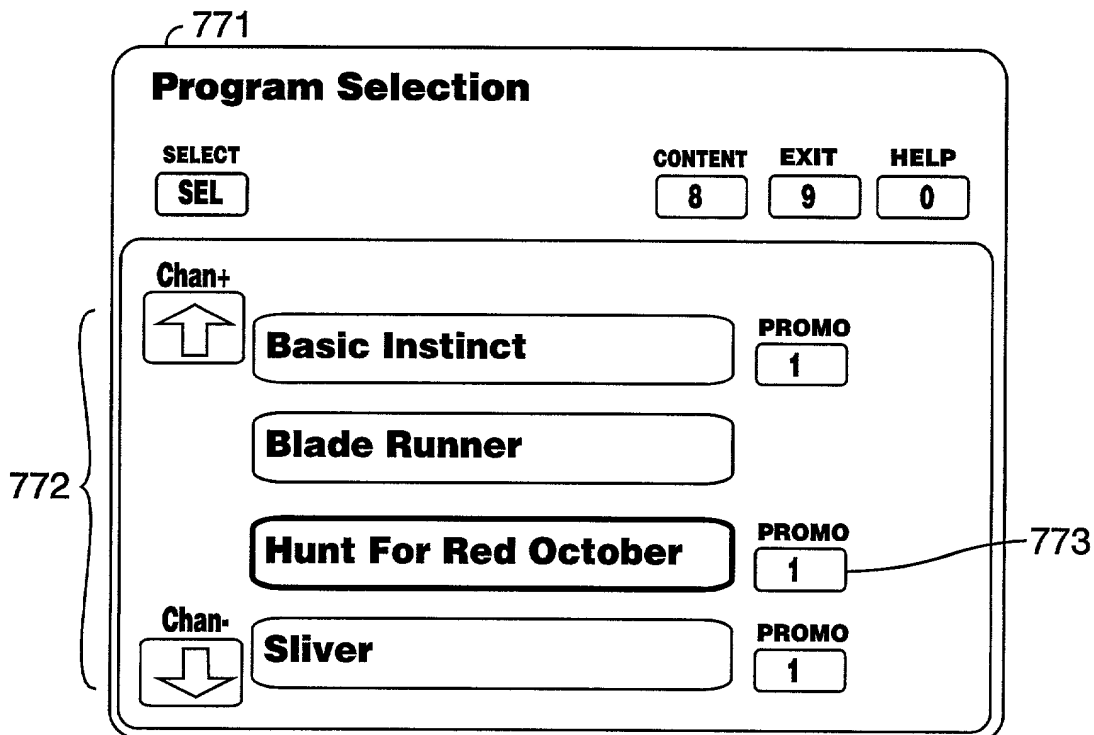 771
Program Selection
SELECT CONTENT EXIT HELP
SEL 8 9 0
Chan+
Basic Instinct PROMO
1
Blade Runner
772
Hunt For Red October PROMO
1 773
Chan-
Sliver PROMO
1